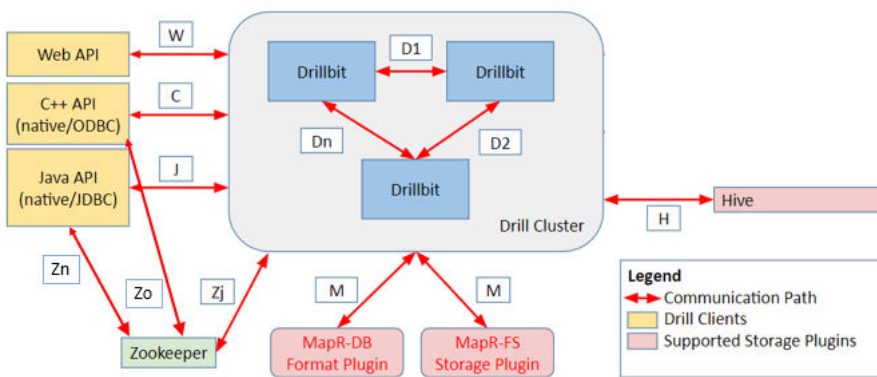 Web API
W
C++ API
(native/ODBC)
C
Java API
(native/JDBC)
J
Drillbit
D1
Drillbit
Dn
D2
Drillbit
Drill Cluster
H
Hive
Zn
Zo
Zj
Zookeeper
M
M
MapR-DB
Format Plugin
MapR-FS
Storage Plugin
Legend
Communication Path
Drill Clients
Supported Storage Plugins